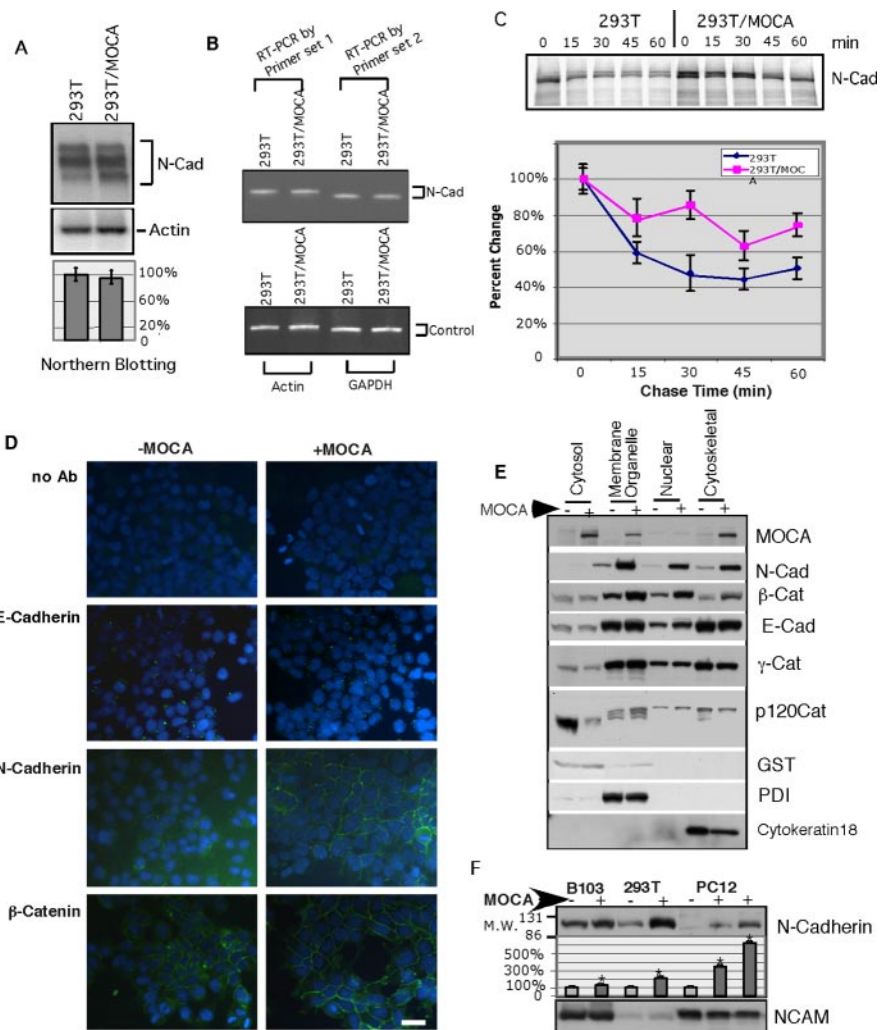 A
293T
293T/MOCA
N-Cad
Actin
100%
60%
20%
0
Northern Blotting
B
RT-PCR by
Primer set 1
RT-PCR by
Primer set 2
293T
293T/MOCA
293T
293T/MOCA
N-Cad
293T
293T/MOCA
293T
293T/MOCA
Control
Actin
GAPDH
C
293T
293T/MOCA
0 15 30 45 60 0 15 30 45 60 min
N-Cad
293T
293T/MOC
A
Percent Change
100%
80%
60%
40%
20%
0
0 15 30 45 60
Chase Time (min)
D
-MOCA
+MOCA
no Ab
E-Cadherin
N-Cadherin
β-Catenin
E
Cytosol
Membrane
Organelle
Nuclear
Cytoskeletal
MOCA - + - + - + - +
MOCA
N-Cad
β-Cat
E-Cad
γ-Cat
p120Cat
GST
PDI
Cytokeratin18
F
B103 293T PC12
MOCA - + - + - + +
M.W.
131
86
N-Cadherin
500%
300%
100%
0
* * * *
NCAM